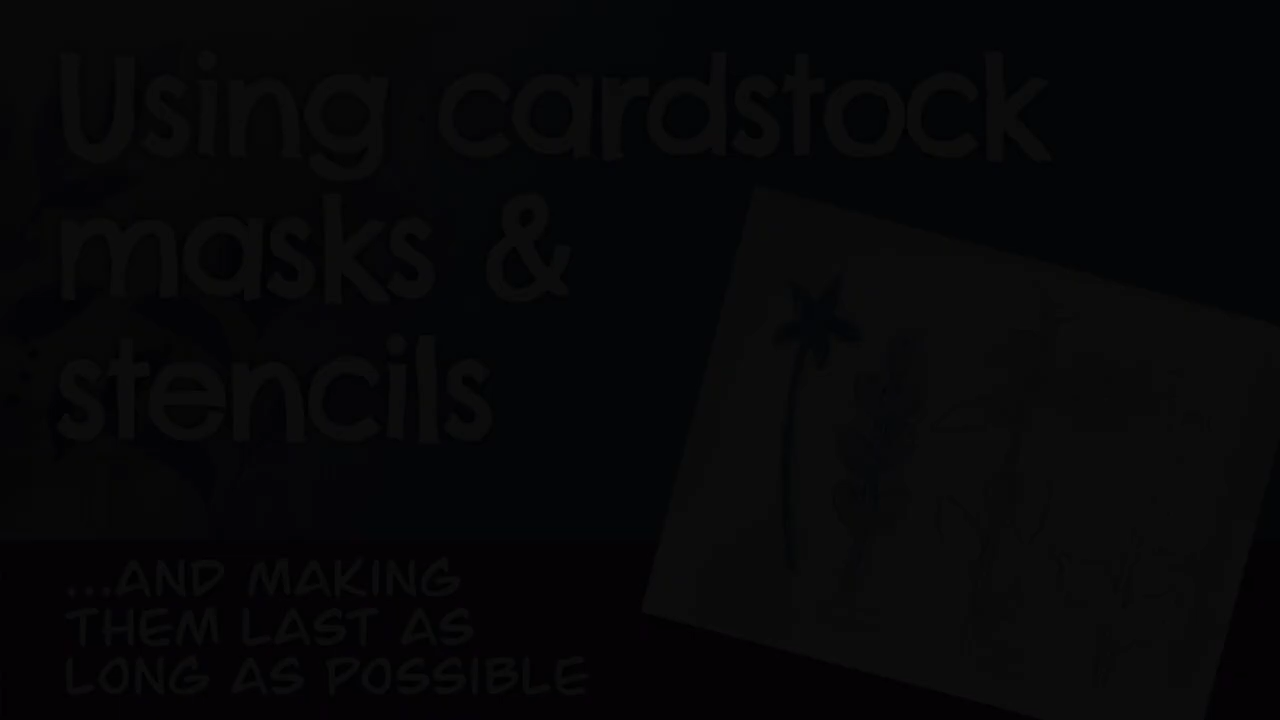 Using cardstock
masks &
stencils
...AND MAKING
THEM LAST AS
LONG AS POSSIBLE